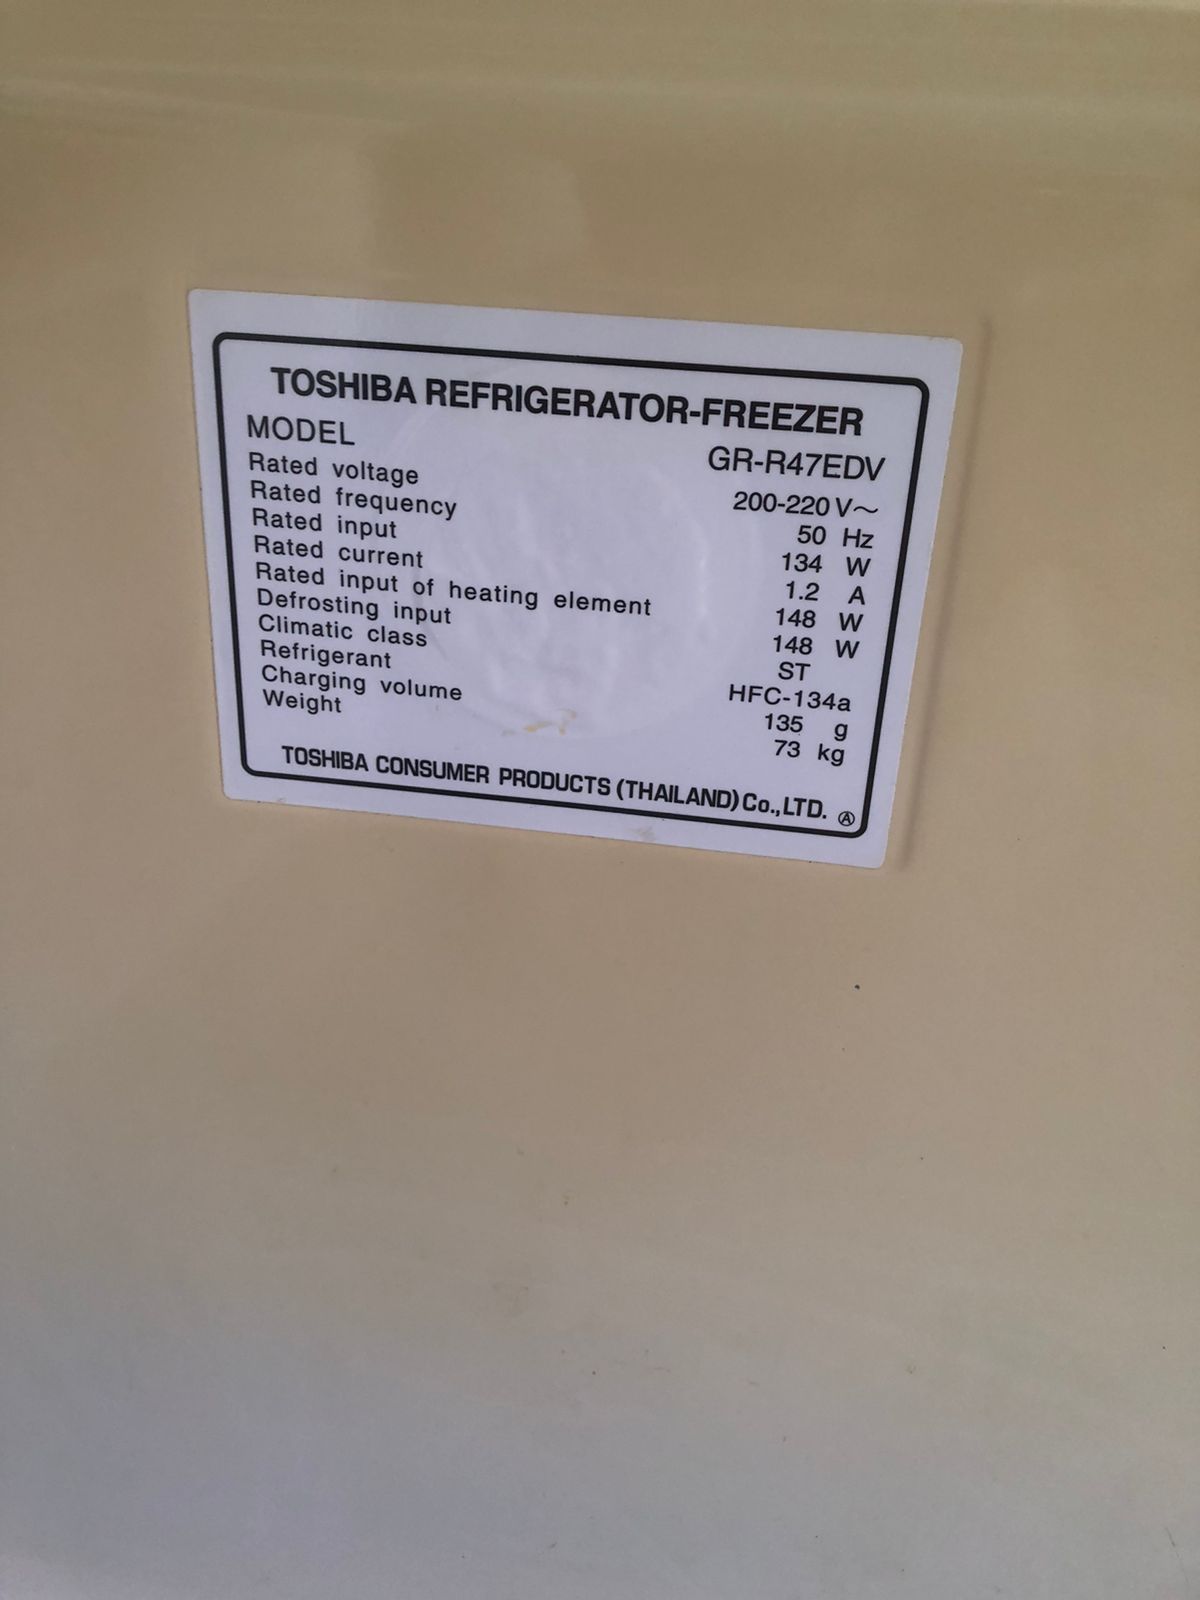 TOSHIBA REFRIGERATOR-FREEZER
MODEL GR-R47EDV
Rated voltage 200-220 V~
Rated frequency 50 Hz
Rated input 134 W
Rated current 1.2 A
Rated input of heating element 148 W
Defrosting input 148 W
Climatic class ST
Refrigerant HFC-134a
Charging volume 135 g
Weight 73 kg
TOSHIBA CONSUMER PRODUCTS (THAILAND) Co.,LTD. Ⓐ